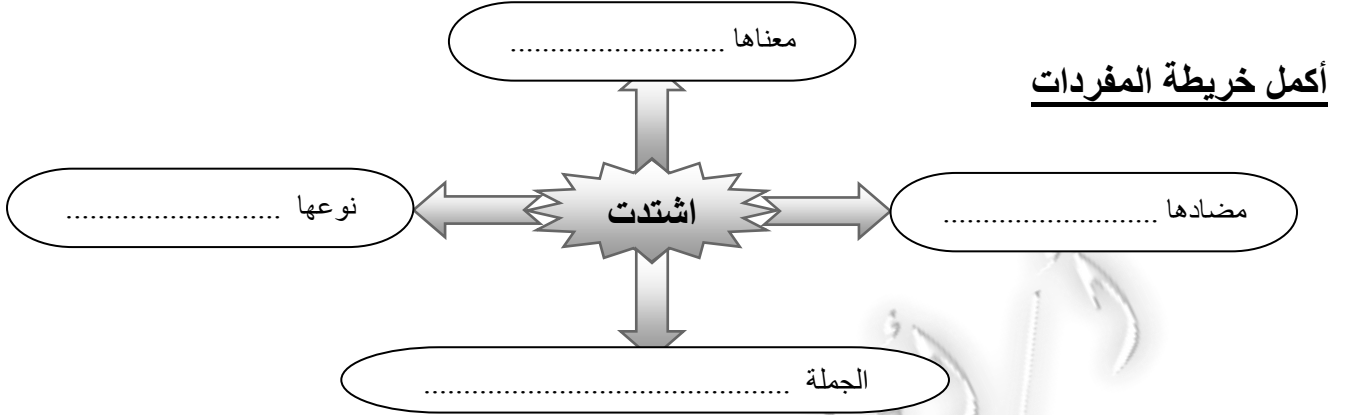 معناها ...........................
أكمل خريطة المفردات
مضادها ...........................
اشتدت
نوعها ...........................
الجملة ..............................................